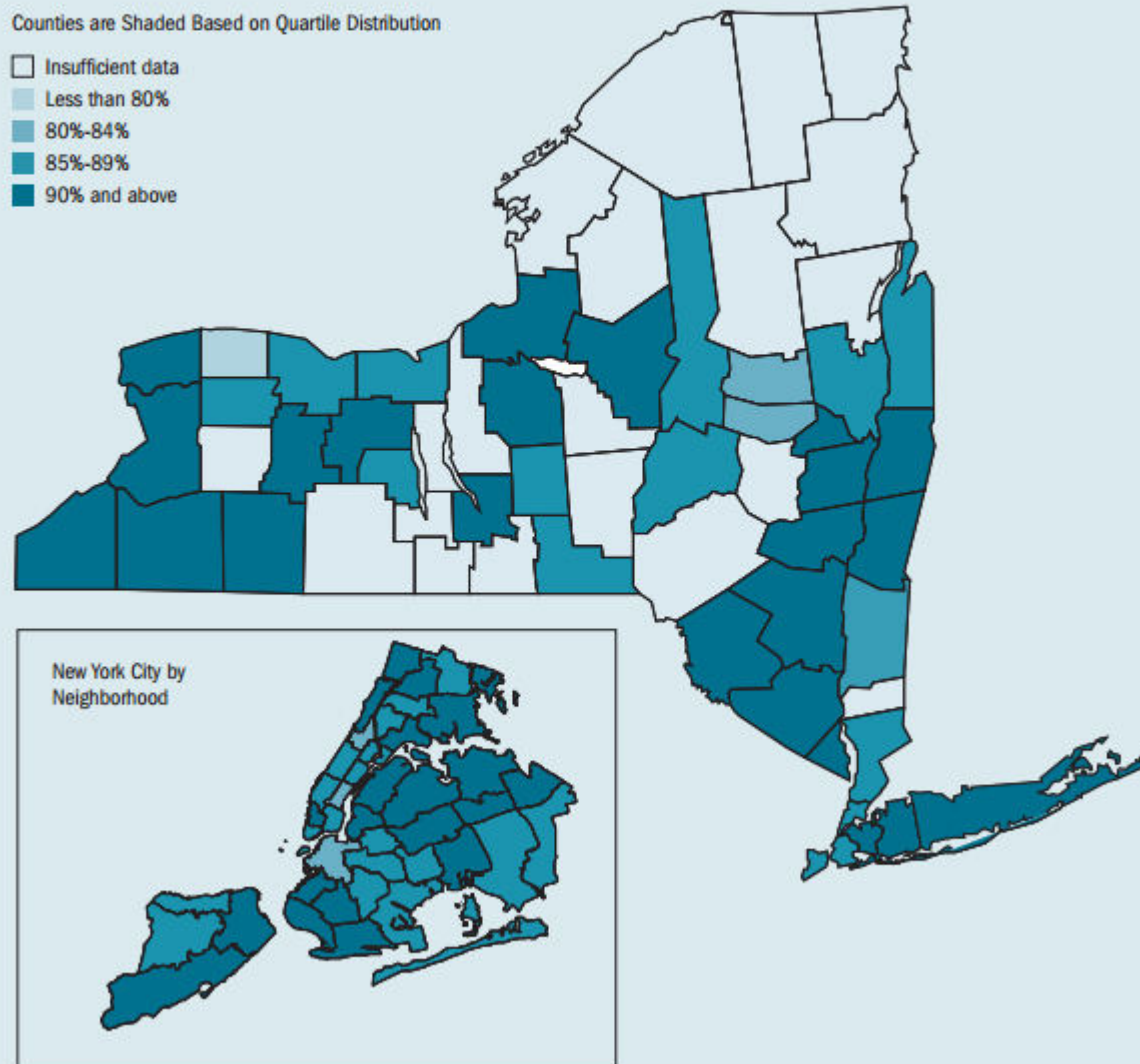 Counties are Shaded Based on Quartile Distribution
Insufficient data
Less than 80%
80%-84%
85%-89%
90% and above
New York City by
Neighborhood